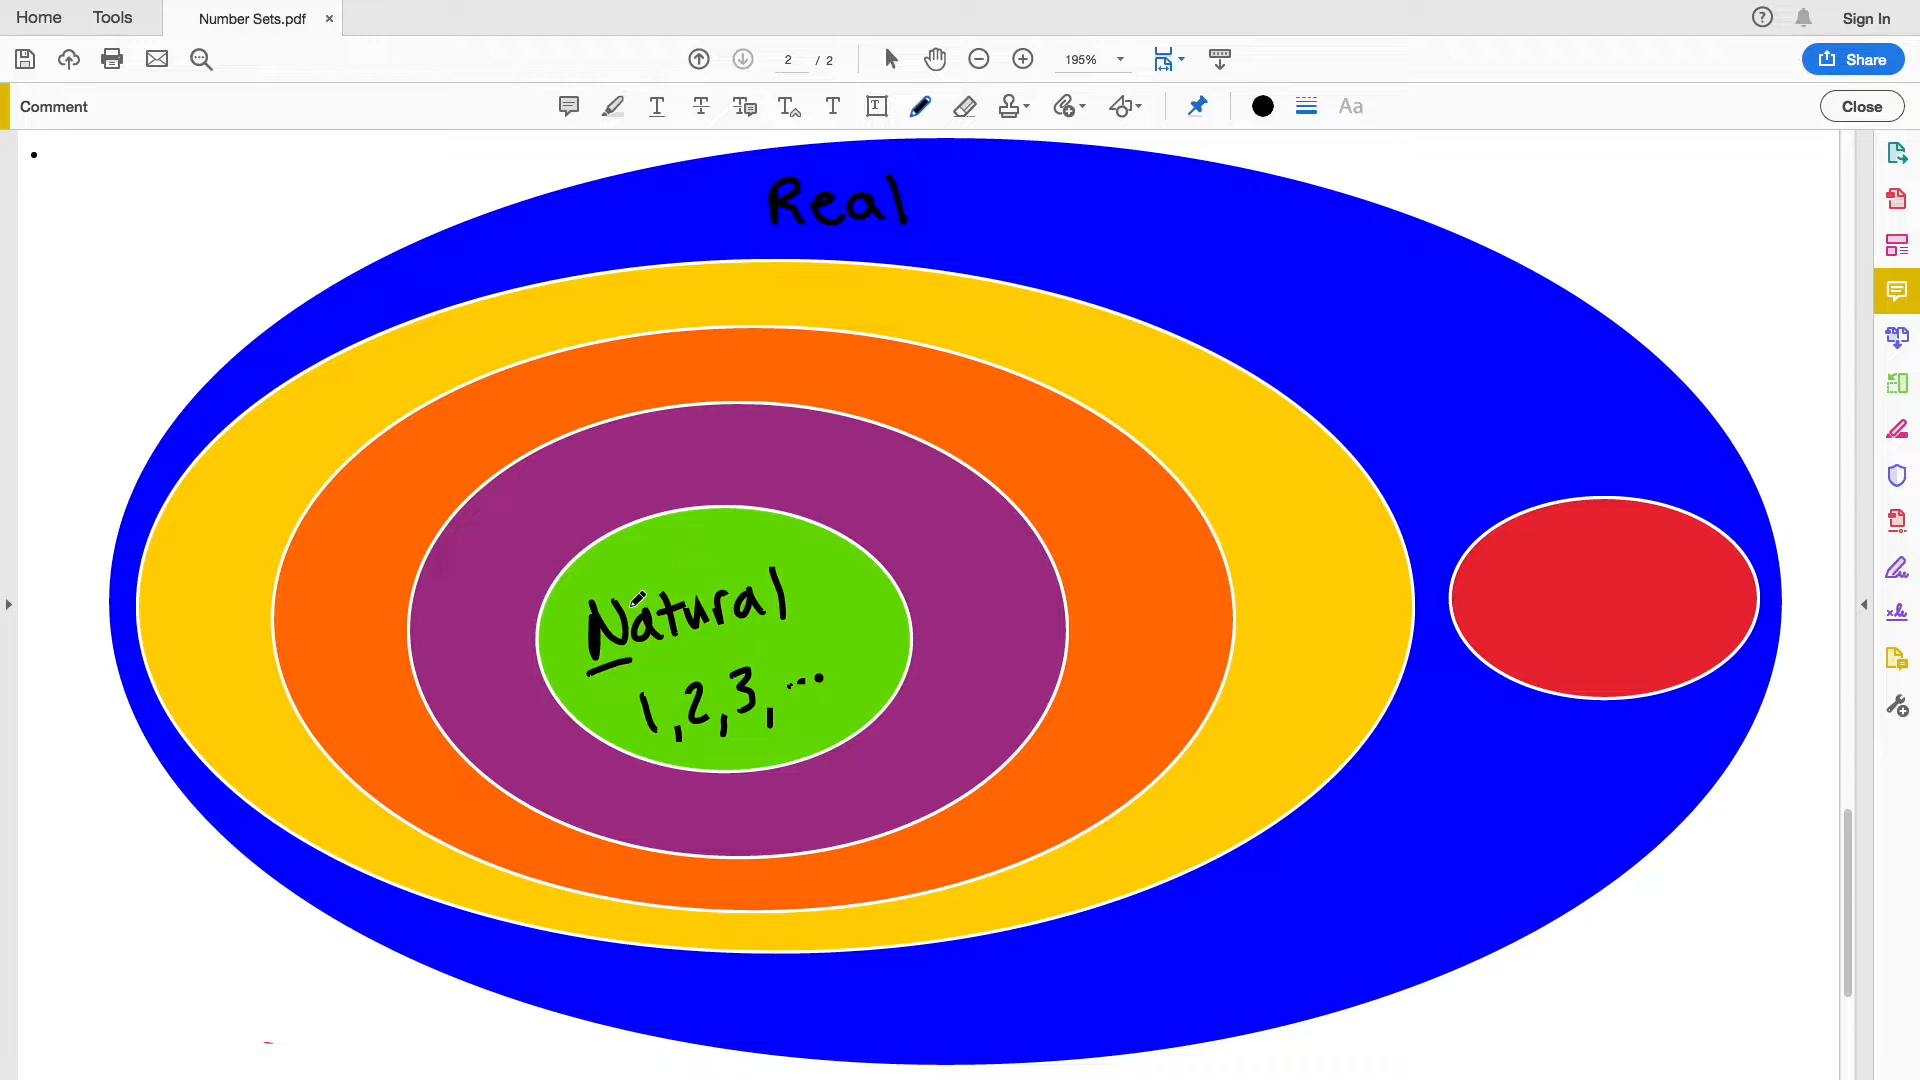 Home Tools Number Sets.pdf × Sign In
2 / 2 195% Share
Comment Aa Close
Real
Natural
1,2,3,...